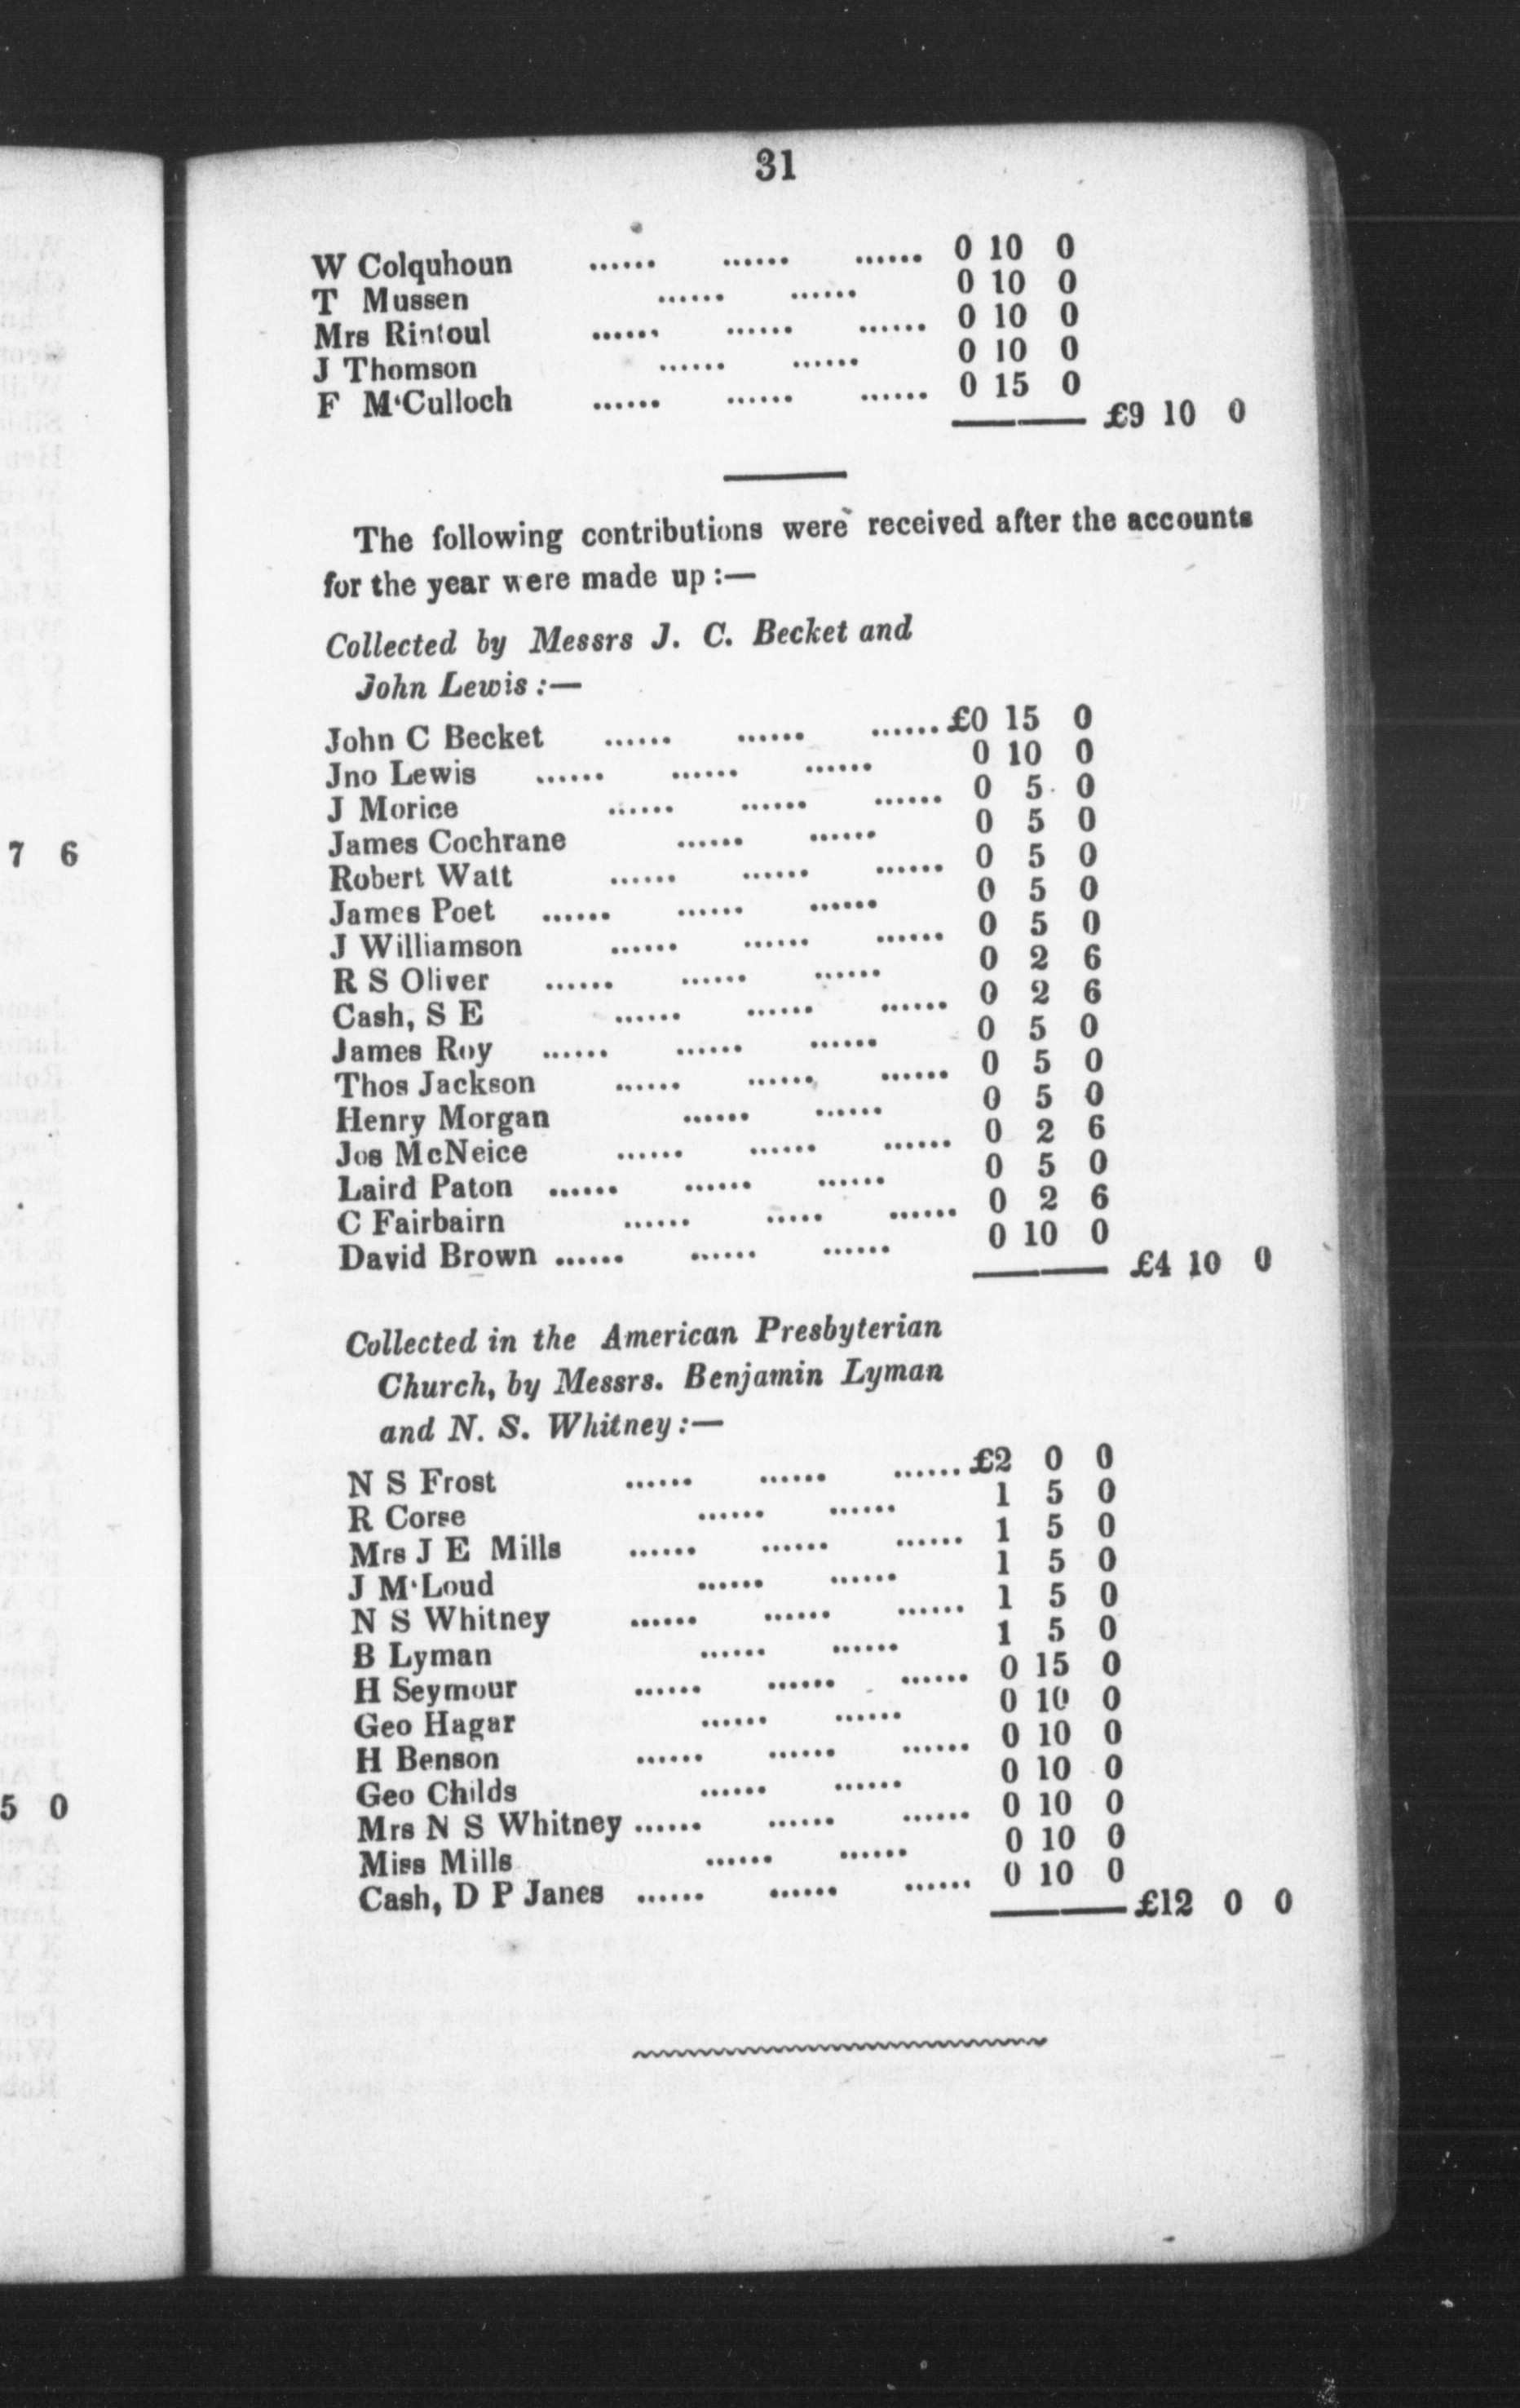 31
W Colquhoun ...... ...... ...... 0 10 0
T Mussen ...... ...... 0 10 0
Mrs Rintoul ...... ...... ...... 0 10 0
J Thomson ...... ...... 0 10 0
F M'Culloch ...... ...... ...... 0 15 0
£9 10 0
The following contributions were received after the accounts
for the year were made up :—
Collected by Messrs J. C. Becket and
John Lewis :—
John C Becket ...... ...... ...... £0 15 0
Jno Lewis ...... ...... ...... 0 10 0
J Morice ...... ...... ...... 0 5 0
James Cochrane ...... ...... 0 5 0
Robert Watt ...... ...... ...... 0 5 0
James Poet ...... ...... ...... 0 5 0
J Williamson ...... ...... ...... 0 5 0
R S Oliver ...... ...... ...... 0 2 6
Cash, S E ...... ...... ...... 0 2 6
James Roy ...... ...... ...... 0 5 0
Thos Jackson ...... ...... ...... 0 5 0
Henry Morgan ...... ...... 0 5 0
Jos McNeice ...... ...... ...... 0 2 6
Laird Paton ...... ...... ...... 0 5 0
C Fairbairn ...... ..... ...... 0 2 6
David Brown ...... ...... ...... 0 10 0
£4 10 0
Collected in the American Presbyterian
Church, by Messrs. Benjamin Lyman
and N. S. Whitney :—
N S Frost ...... ...... ...... £2 0 0
R Corse ...... ...... 1 5 0
Mrs J E Mills ...... ...... ...... 1 5 0
J M'Loud ...... ...... 1 5 0
N S Whitney ...... ...... ...... 1 5 0
B Lyman ...... ...... 1 5 0
H Seymour ...... ...... ...... 0 15 0
Geo Hagar ...... ...... 0 10 0
H Benson ...... ...... ...... 0 10 0
Geo Childs ...... ...... 0 10 0
Mrs N S Whitney ...... ...... ...... 0 10 0
Miss Mills ...... ...... 0 10 0
Cash, D P Janes ...... ...... ...... 0 10 0
£12 0 0
7 6
5 0